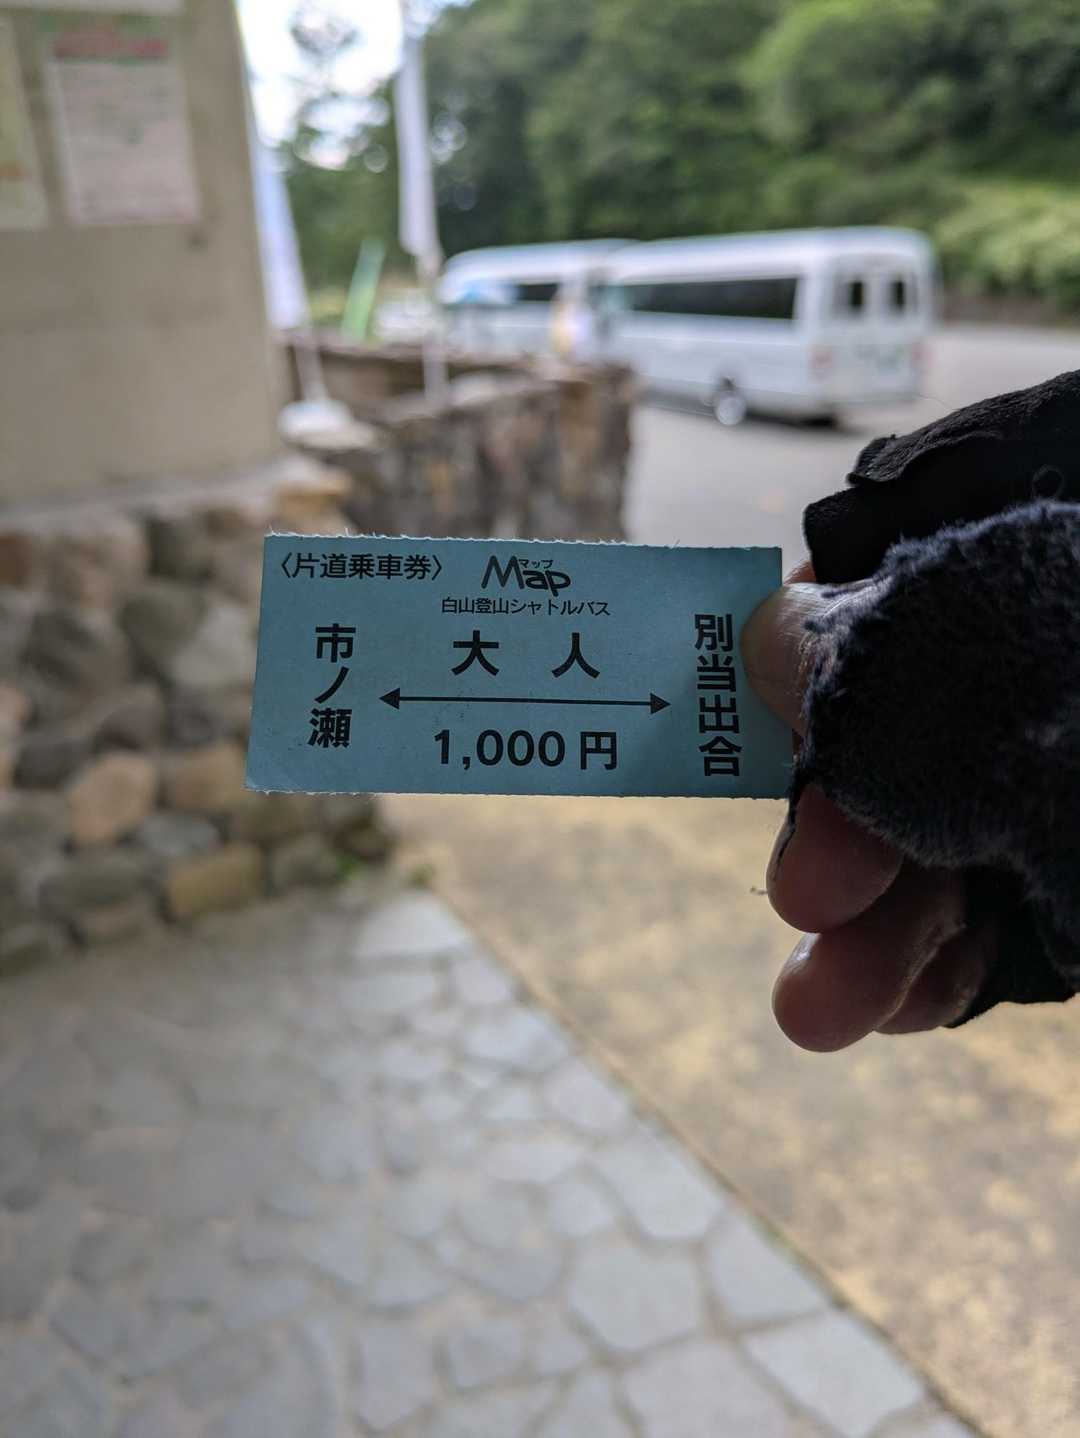 〈片道乗車券〉
マップ
Map
白山登山シャトルバス
市ノ瀬
大人
1,000円
別当出合